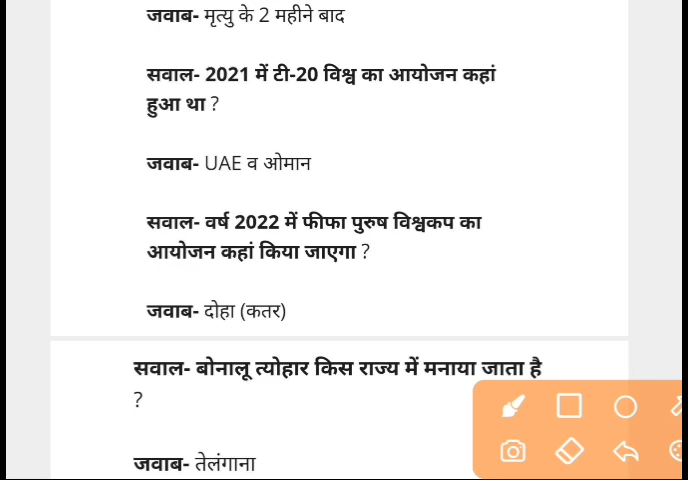 जवाब- मृत्यु के 2 महीने बाद
सवाल- 2021 में टी-20 विश्व का आयोजन कहां
हुआ था ?
जवाब- UAE व ओमान
सवाल- वर्ष 2022 में फीफा पुरुष विश्वकप का
आयोजन कहां किया जाएगा ?
जवाब- दोहा (कतर)
सवाल- बोनालू त्योहार किस राज्य में मनाया जाता है
?
जवाब- तेलंगाना